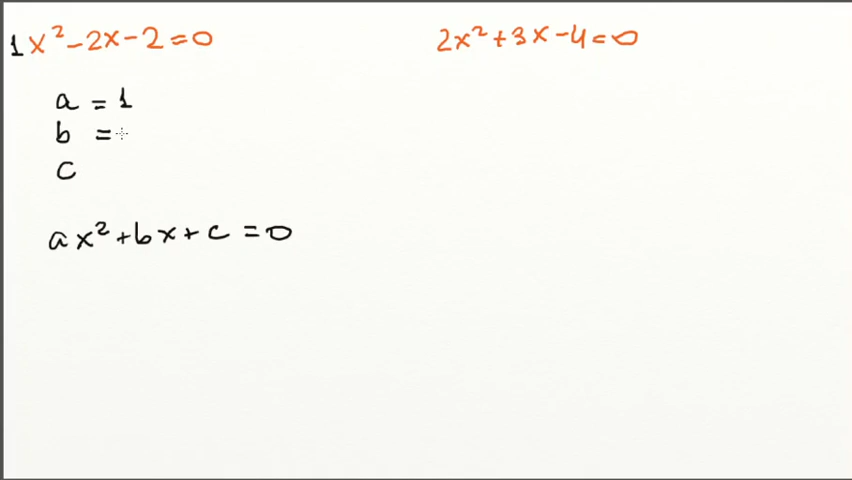 1x² - 2x - 2 = 0
2x² + 3x - 4 = 0
a = 1
b =
c
ax² + bx + c = 0